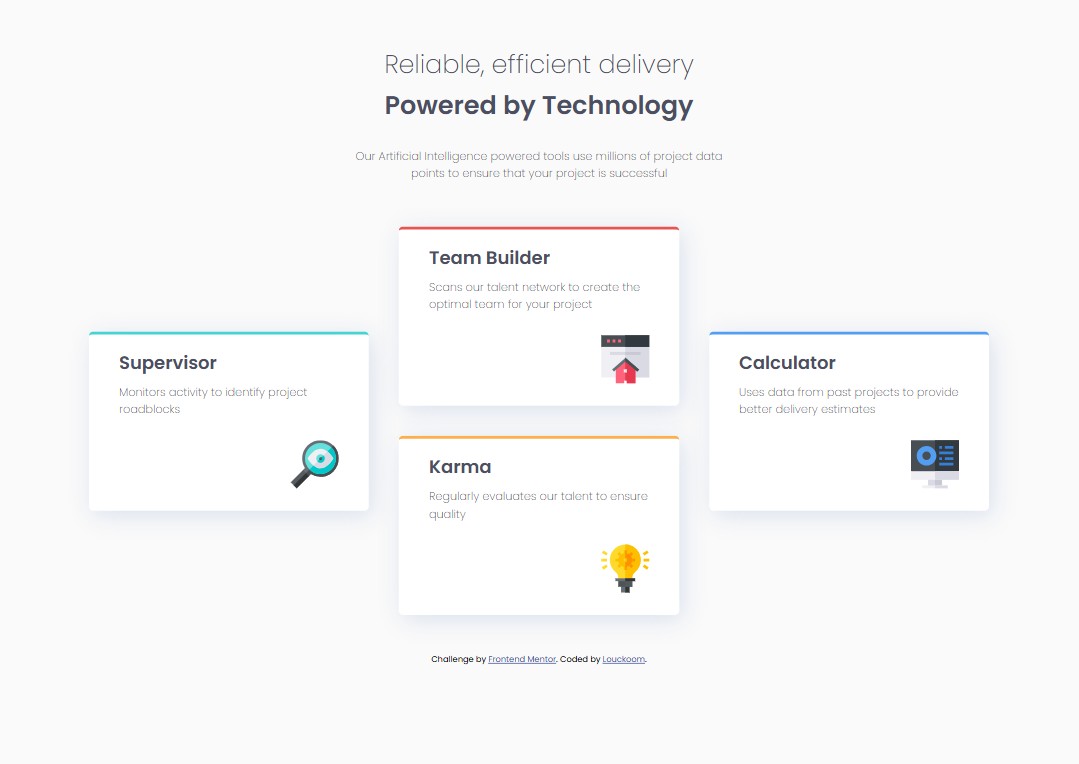 Reliable, efficient delivery
Powered by Technology
Our Artificial Intelligence powered tools use millions of project data
points to ensure that your project is successful
Team Builder
Scans our talent network to create the
optimal team for your project
Supervisor
Monitors activity to identify project
roadblocks
Calculator
Uses data from past projects to provide
better delivery estimates
Karma
Regularly evaluates our talent to ensure
quality
Challenge by Frontend Mentor. Coded by Louckoom.